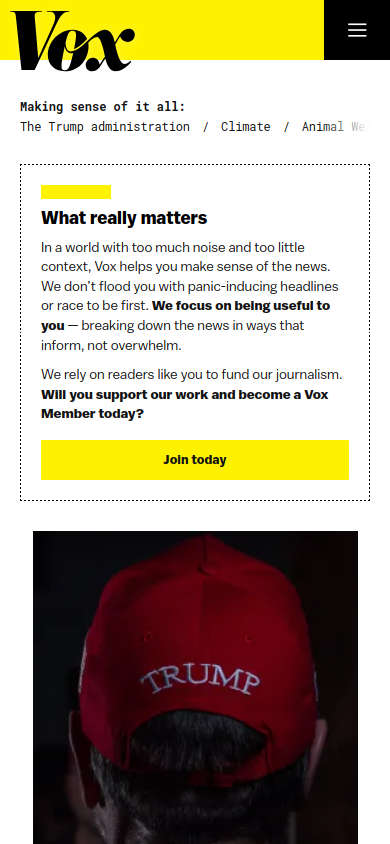 Vox
Making sense of it all:
The Trump administration / Climate / Animal We
What really matters
In a world with too much noise and too little
context, Vox helps you make sense of the news.
We don't flood you with panic-inducing headlines
or race to be first. We focus on being useful to
you — breaking down the news in ways that
inform, not overwhelm.
We rely on readers like you to fund our journalism.
Will you support our work and become a Vox
Member today?
Join today
TRUMP